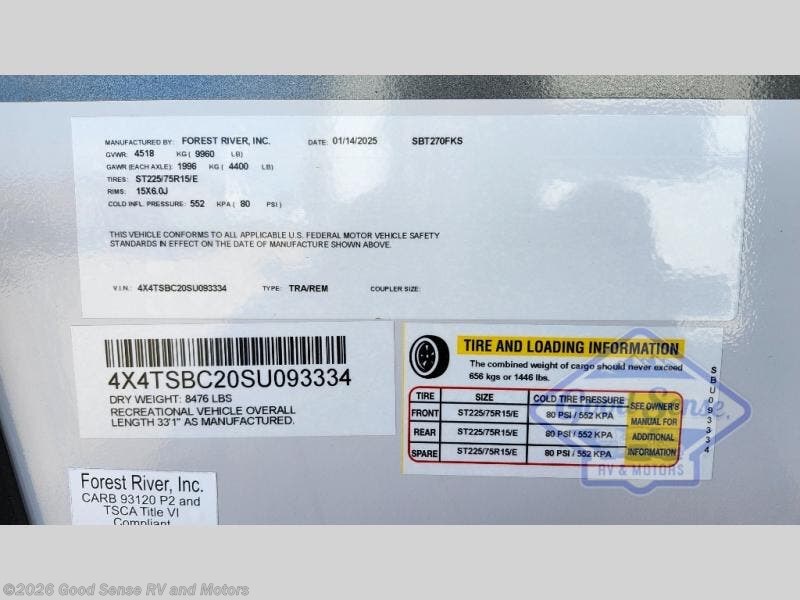 MANUFACTURED BY: FOREST RIVER, INC. DATE: 01/14/2025 SBT270FKS
GVWR: 4518 KG ( 9960 LB)
GAWR (EACH AXLE): 1996 KG ( 4400 LB)
TIRES: ST225/75R15/E
RIMS: 15X6.0J
COLD INFL. PRESSURE: 552 KPA ( 80 PSI )
THIS VEHICLE CONFORMS TO ALL APPLICABLE U.S. FEDERAL MOTOR VEHICLE SAFETY
STANDARDS IN EFFECT ON THE DATE OF MANUFACTURE SHOWN ABOVE.
V.I.N.: 4X4TSBC20SU093334 TYPE: TRA/REM COUPLER SIZE:
4X4TSBC20SU093334
DRY WEIGHT: 8476 LBS
RECREATIONAL VEHICLE OVERALL
LENGTH 33'1" AS MANUFACTURED.
TIRE AND LOADING INFORMATION
The combined weight of cargo should never exceed
656 kgs or 1446 lbs.
TIRE SIZE COLD TIRE PRESSURE
FRONT ST225/75R15/E 80 PSI / 552 KPA
REAR ST225/75R15/E 80 PSI / 552 KPA
SPARE ST225/75R15/E 80 PSI / 552 KPA
SEE OWNER'S
MANUAL FOR
ADDITIONAL
INFORMATION
SBU093334
Good Sense
RV & MOTORS
Forest River, Inc.
CARB 93120 P2 and
TSCA Title VI
Compliant
©2026 Good Sense RV and Motors